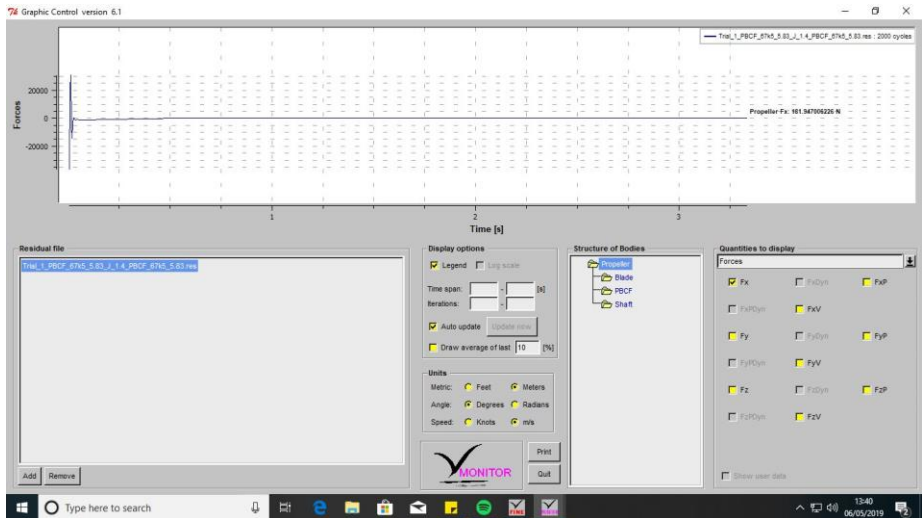 Graphic Control version 6.1
Trial_1_PBCF_67k5_5.83_J_1.4_PBCF_67k5_5.83.res : 2000 cycles
20000
0
-20000
Forces
Propeller Fx: 181.947006226 N
1
2
3
Time [s]
Residual file
Trial_1_PBCF_67k5_5.83_J_1.4_PBCF_67k5_5.83.res
Add
Remove
Display options
Legend
Log scale
Time span:
-
[s]
Iterations:
-
Auto update
Update now
Draw average of last
10
[%]
Units
Metric:
Feet
Meters
Angle:
Degrees
Radians
Speed:
Knots
m/s
MONITOR
Print
Quit
Structure of Bodies
Propeller
Blade
PBCF
Shaft
Quantities to display
Forces
Fx
FxDyn
FxP
FxPDyn
FxV
Fy
FyDyn
FyP
FyPDyn
FyV
Fz
FzDyn
FzP
FzPDyn
FzV
Show user data
Type here to search
13:40
06/05/2019